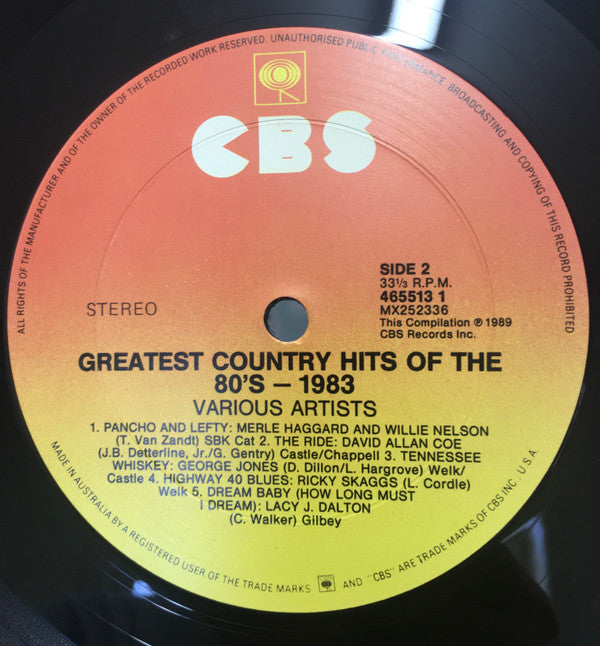 ALL RIGHTS OF THE MANUFACTURER AND OF THE OWNER OF THE RECORDED WORK RESERVED. UNAUTHORISED PUBLIC PERFORMANCE, BROADCASTING AND COPYING OF THIS RECORD PROHIBITED
CBS
SIDE 2
33⅓ R.P.M.
465513 1
MX252336
This Compilation ℗ 1989
CBS Records Inc.
STEREO
GREATEST COUNTRY HITS OF THE
80'S – 1983
VARIOUS ARTISTS
1. PANCHO AND LEFTY: MERLE HAGGARD AND WILLIE NELSON
(T. Van Zandt) SBK Cat 2. THE RIDE: DAVID ALLAN COE
(J.B. Detterline, Jr./G. Gentry) Castle/Chappell 3. TENNESSEE
WHISKEY: GEORGE JONES (D. Dillon/L. Hargrove) Welk/
Castle 4. HIGHWAY 40 BLUES: RICKY SKAGGS (L. Cordle)
Welk 5. DREAM BABY (HOW LONG MUST
I DREAM): LACY J. DALTON
(C. Walker) Gilbey
MADE IN AUSTRALIA BY A REGISTERED USER OF THE TRADE MARKS AND "CBS" ARE TRADE MARKS OF CBS INC., U.S.A.